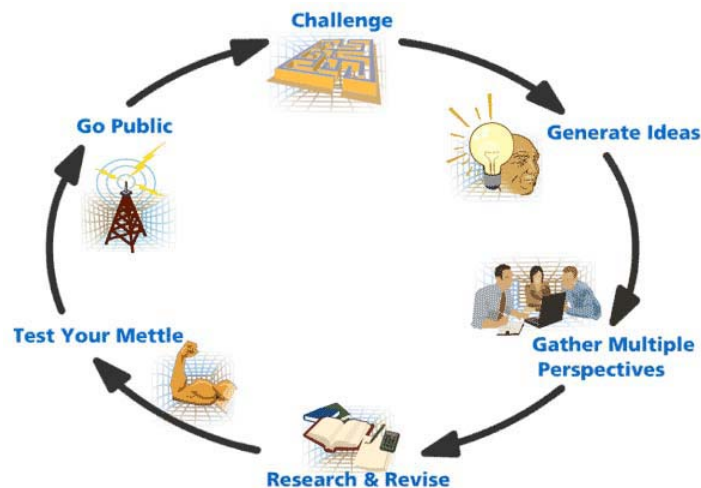 Challenge
Generate Ideas
Gather Multiple
Perspectives
Research & Revise
Test Your Mettle
Go Public